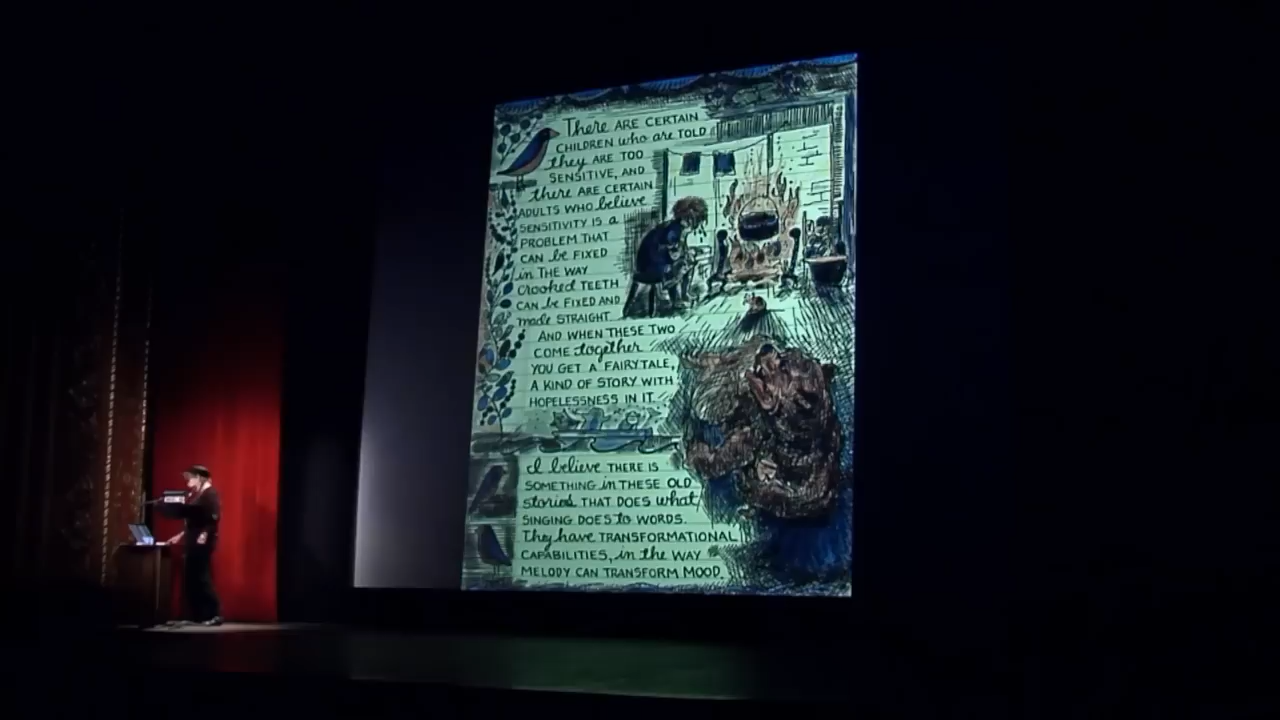 There ARE CERTAIN
CHILDREN who are TOLD
they ARE TOO
SENSITIVE, AND
there ARE CERTAIN
ADULTS WHO believe
SENSITIVITY IS a
PROBLEM THAT
CAN be FIXED
in THE WAY
crooked TEETH
CAN be FIXED AND
made STRAIGHT
AND WHEN THESE TWO
COME together
YOU GET A FAIRYTALE,
A KIND OF STORY WITH
HOPELESSNESS IN IT.
I believe THERE IS
SOMETHING in THESE OLD
stories THAT DOES what
SINGING DOES to WORDS.
They have TRANSFORMATIONAL
CAPABILITIES, in the WAY
MELODY CAN TRANSFORM MOOD.